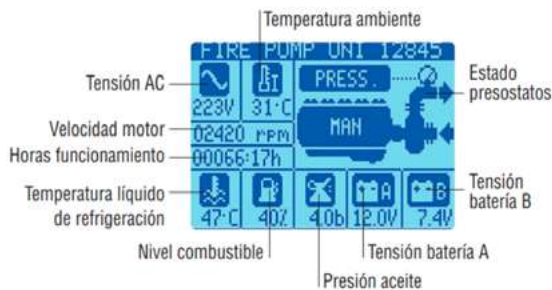 Temperatura ambiente
FIRE PUMP UNI 12845
Tensión AC
PRESS.
Estado
presostatos
223V
31°C
Velocidad motor
02420 rpm
MAN
Horas funcionamiento
00066:17h
A
B
Temperatura líquido
de refrigeración
Tensión
batería B
47°C
40%
4.0b
12.0V
7.4V
Nivel combustible
Tensión batería A
Presión aceite